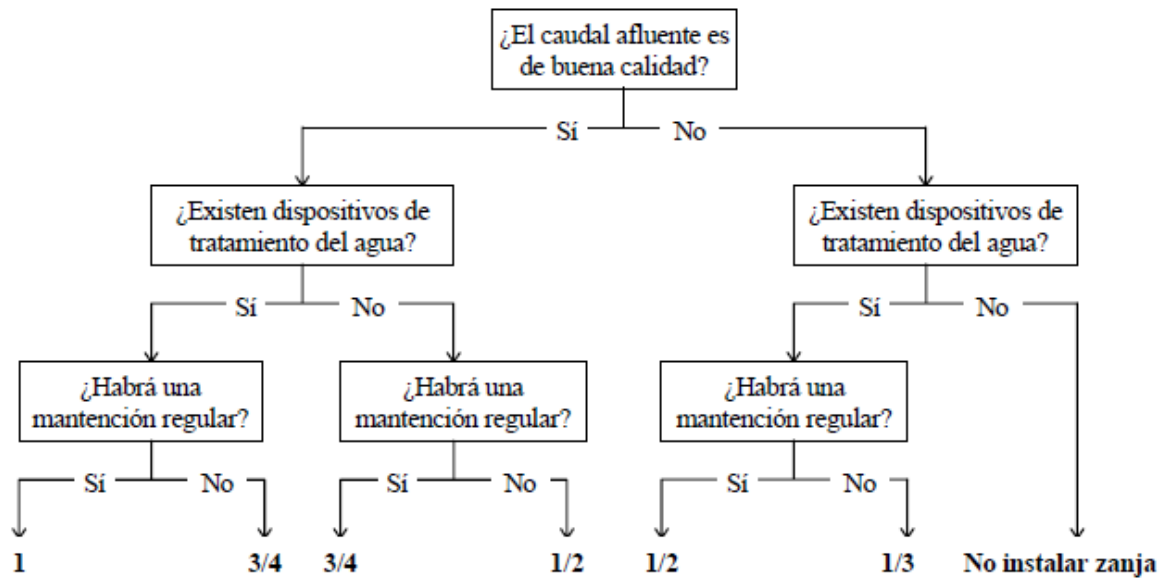 ¿El caudal afluente es
de buena calidad?
Sí
No
¿Existen dispositivos de
tratamiento del agua?
¿Existen dispositivos de
tratamiento del agua?
Sí
No
Sí
No
¿Habrá una
mantención regular?
¿Habrá una
mantención regular?
¿Habrá una
mantención regular?
Sí
No
Sí
No
Sí
No
1
3/4
3/4
1/2
1/2
1/3
No instalar zanja